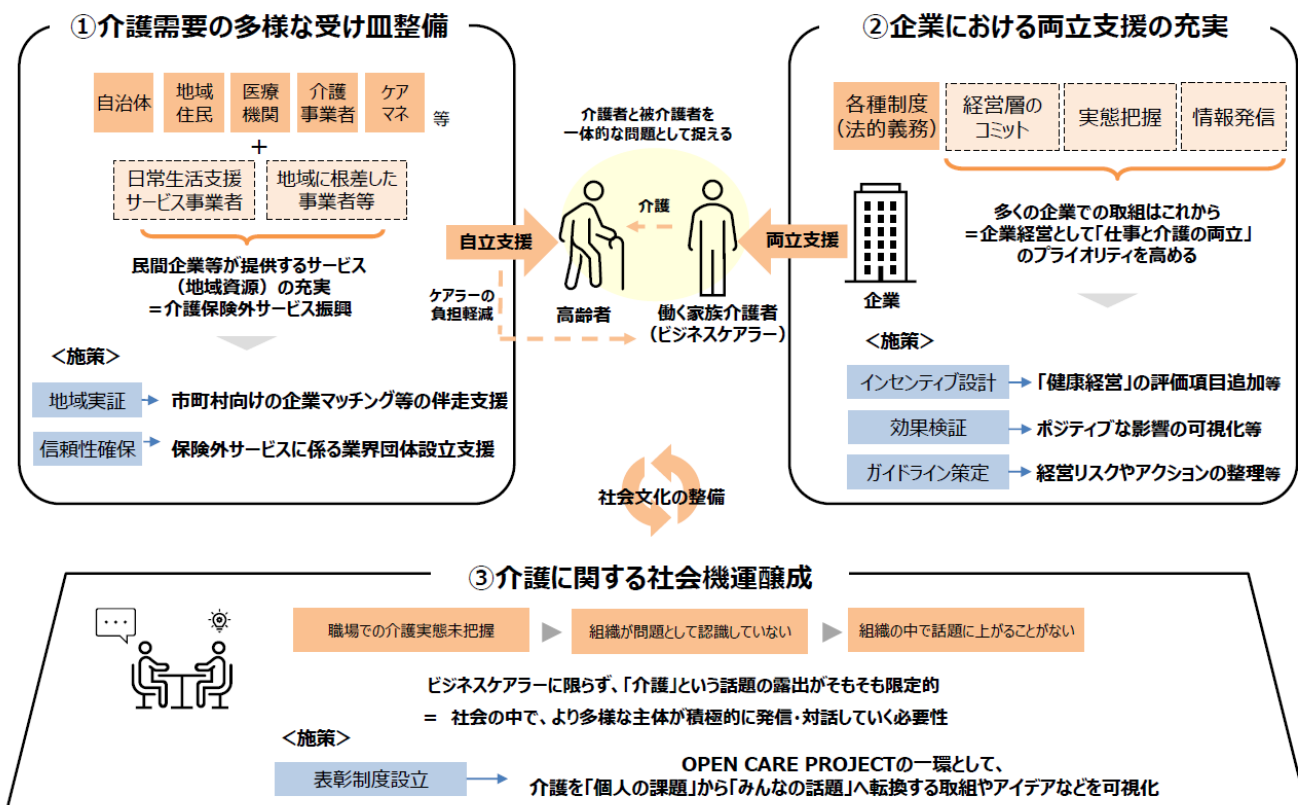 ①介護需要の多様な受け皿整備
自治体
地域
住民
医療
機関
介護
事業者
ケア
マネ
等
+
日常生活支援
サービス事業者
地域に根差した
事業者等
民間企業等が提供するサービス
（地域資源）の充実
＝介護保険外サービス振興
＜施策＞
地域実証
市町村向けの企業マッチング等の伴走支援
信頼性確保
保険外サービスに係る業界団体設立支援
介護者と被介護者を
一体的な問題として捉える
介護
自立支援
両立支援
ケアラーの
負担軽減
高齢者
働く家族介護者
（ビジネスケアラー）
②企業における両立支援の充実
各種制度
（法的義務）
経営層の
コミット
実態把握
情報発信
企業
多くの企業での取組はこれから
＝企業経営として「仕事と介護の両立」
のプライオリティを高める
＜施策＞
インセンティブ設計
「健康経営」の評価項目追加等
効果検証
ポジティブな影響の可視化等
ガイドライン策定
経営リスクやアクションの整理等
社会文化の整備
③介護に関する社会機運醸成
職場での介護実態未把握
組織が問題として認識していない
組織の中で話題に上がることがない
ビジネスケアラーに限らず、「介護」という話題の露出がそもそも限定的
＝ 社会の中で、より多様な主体が積極的に発信・対話していく必要性
＜施策＞
表彰制度設立
OPEN CARE PROJECTの一環として、
介護を「個人の課題」から「みんなの話題」へ転換する取組やアイデアなどを可視化